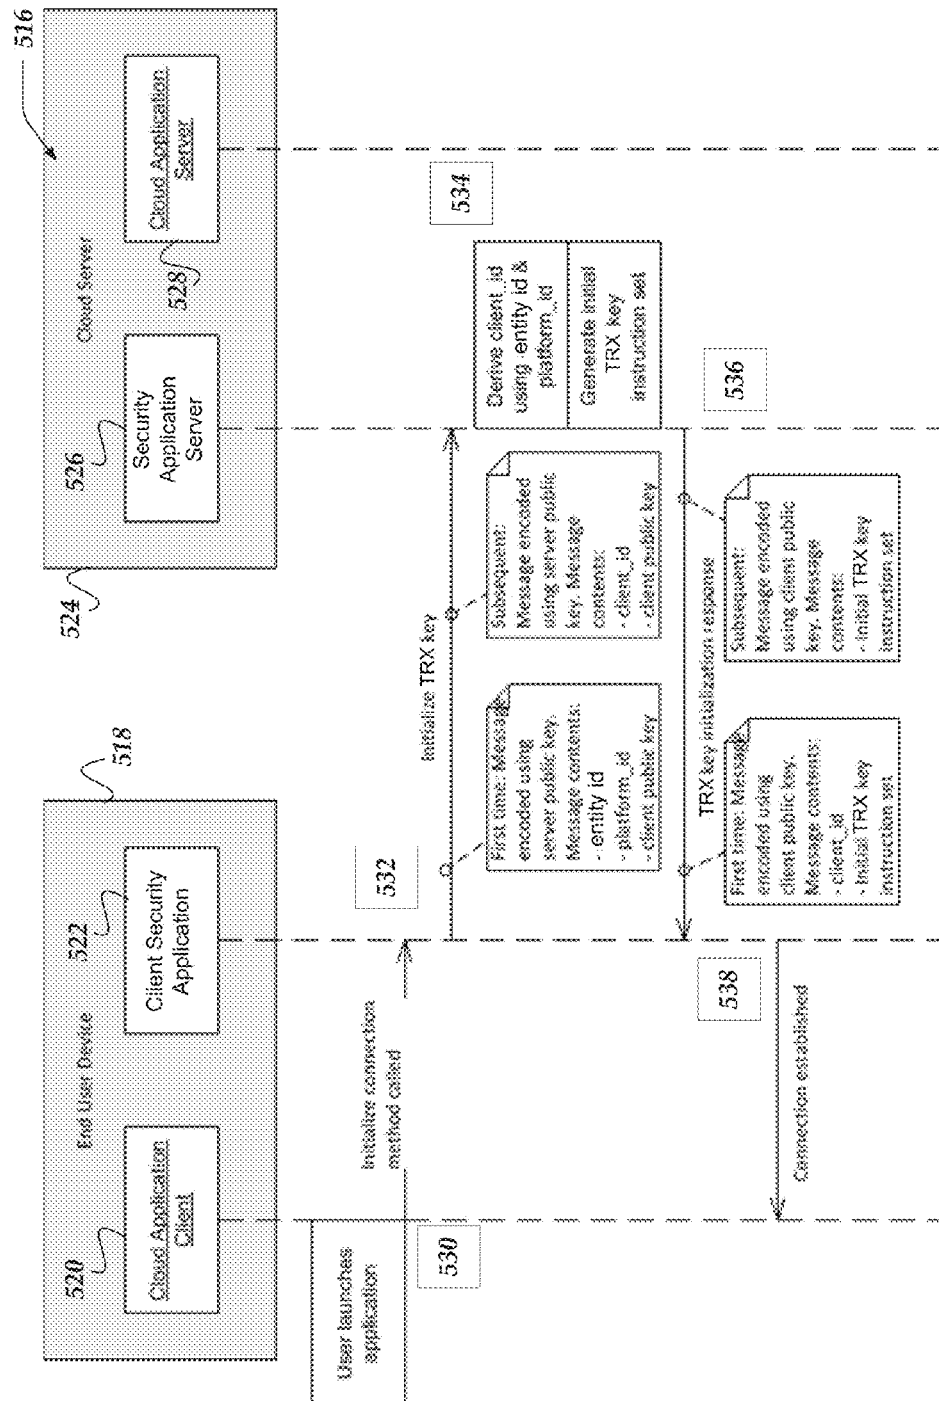 516
End User Device
Cloud Server
520
Cloud Application
Client
522
Client Security
Application
518
524
526
Security
Application
Server
528
Cloud Application
Server
User launches
application
530
Initialize connection
method called
532
Initialize TRX key
First time: Message
encoded using
server public key.
Message contents:
- entity id
- platform_id
- client public key
Subsequent:
Message encoded
using server public
key. Message
contents:
- client_id
- client public key
534
Derive client_id
using entity id &
platform_id
Generate initial
TRX key
instruction set
536
TRX key initialization response
First time: Message
encoded using
client public key.
Message contents:
- client_id
- Initial TRX key
instruction set
Subsequent:
Message encoded
using client public
key. Message
contents:
- Initial TRX key
instruction set
538
Connection established